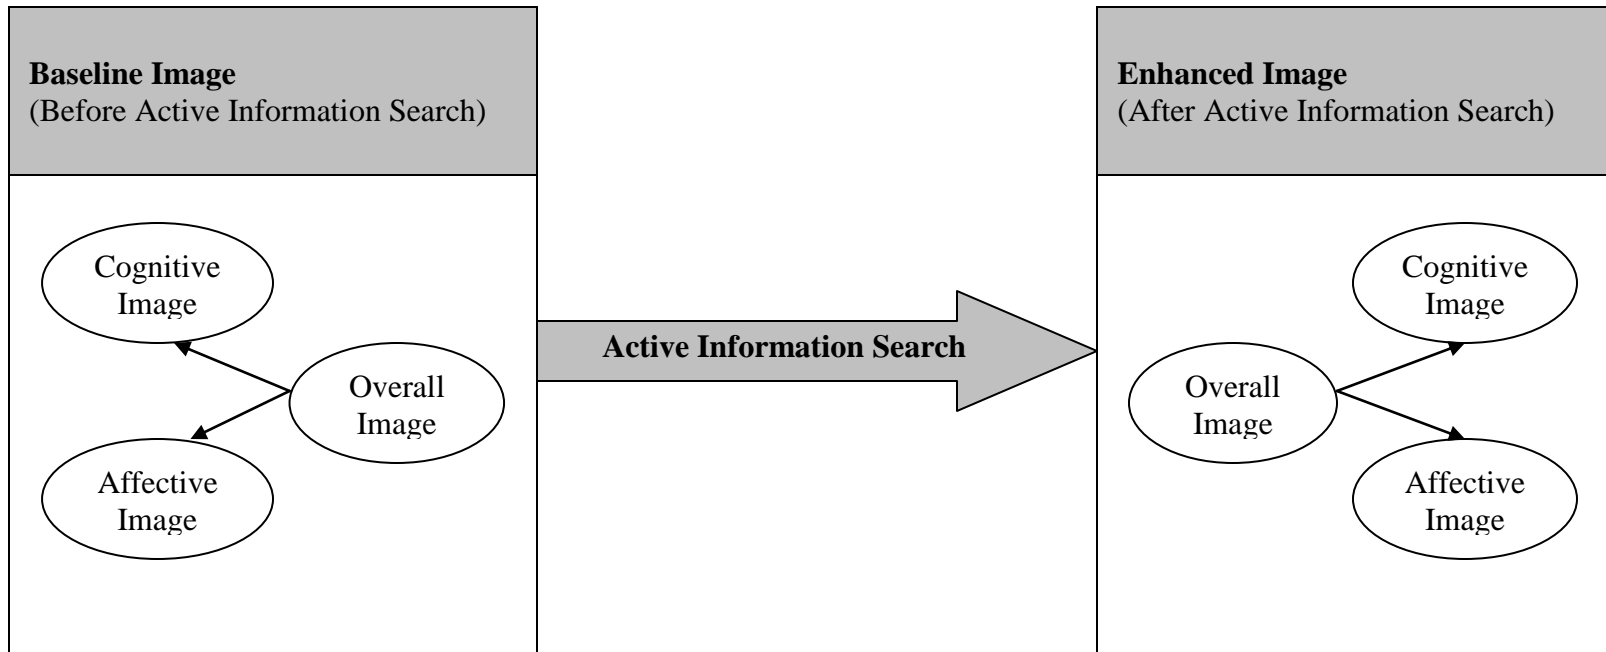 Baseline Image
(Before Active Information Search)
Cognitive
Image
Overall
Image
Affective
Image
Active Information Search
Enhanced Image
(After Active Information Search)
Cognitive
Image
Overall
Image
Affective
Image